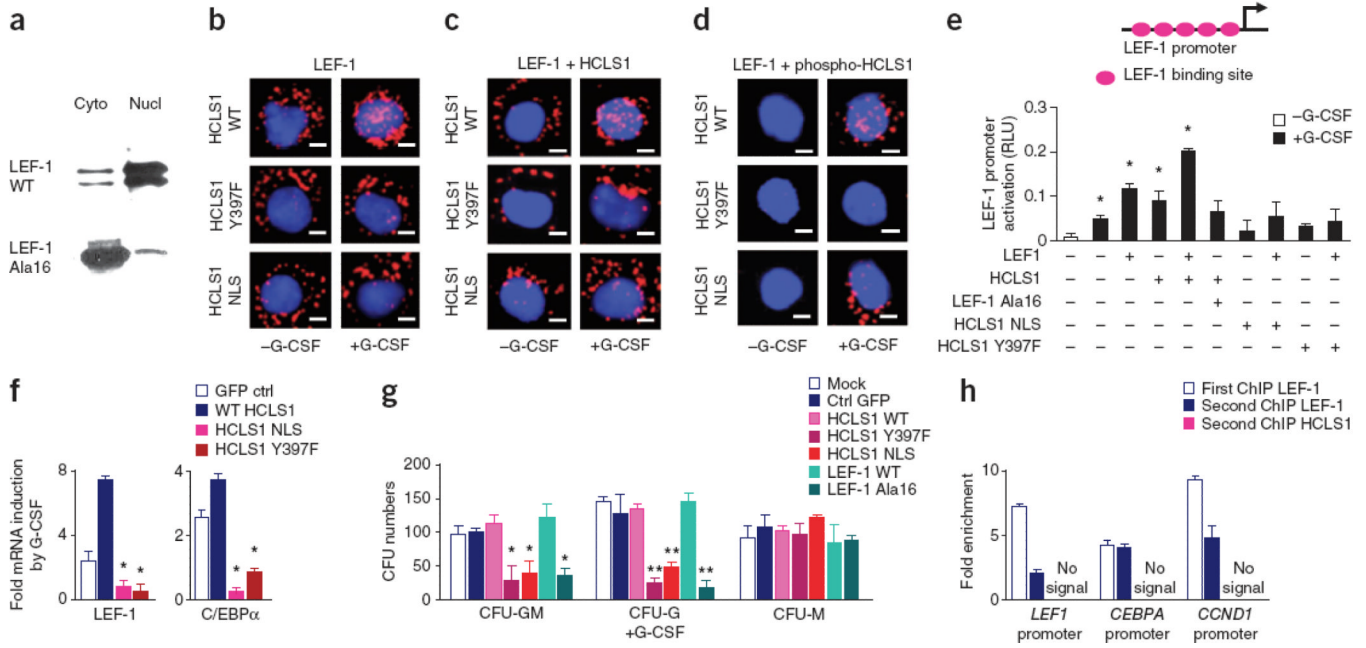 a
Cyto Nucl
LEF-1
WT
LEF-1
Ala16
b
LEF-1
HCLS1
WT
HCLS1
Y397F
HCLS1
NLS
–G-CSF +G-CSF
c
LEF-1 + HCLS1
HCLS1
WT
HCLS1
Y397F
HCLS1
NLS
–G-CSF +G-CSF
d
LEF-1 + phospho-HCLS1
HCLS1
WT
HCLS1
Y397F
HCLS1
NLS
–G-CSF +G-CSF
e
LEF-1 promoter
LEF-1 binding site
–G-CSF
+G-CSF
LEF-1 promoter
activation (RLU)
0.3
0.2
0.1
0
* * * *
LEF1 – – + – + – – + – +
HCLS1 – – – + + + – – – –
LEF-1 Ala16 – – – – – + – – – –
HCLS1 NLS – – – – – – + + – –
HCLS1 Y397F – – – – – – – – + +
f
GFP ctrl
WT HCLS1
HCLS1 NLS
HCLS1 Y397F
Fold mRNA induction
by G-CSF
8
4
0
* *
LEF-1
4
2
0
* *
C/EBPα
g
Mock
Ctrl GFP
HCLS1 WT
HCLS1 Y397F
HCLS1 NLS
LEF-1 WT
LEF-1 Ala16
CFU numbers
200
150
100
50
0
* * *
** ** **
CFU-GM CFU-G CFU-M
+G-CSF
h
First ChIP LEF-1
Second ChIP LEF-1
Second ChIP HCLS1
Fold enrichment
10
5
0
No No No
signal signal signal
LEF1 CEBPA CCND1
promoter promoter promoter